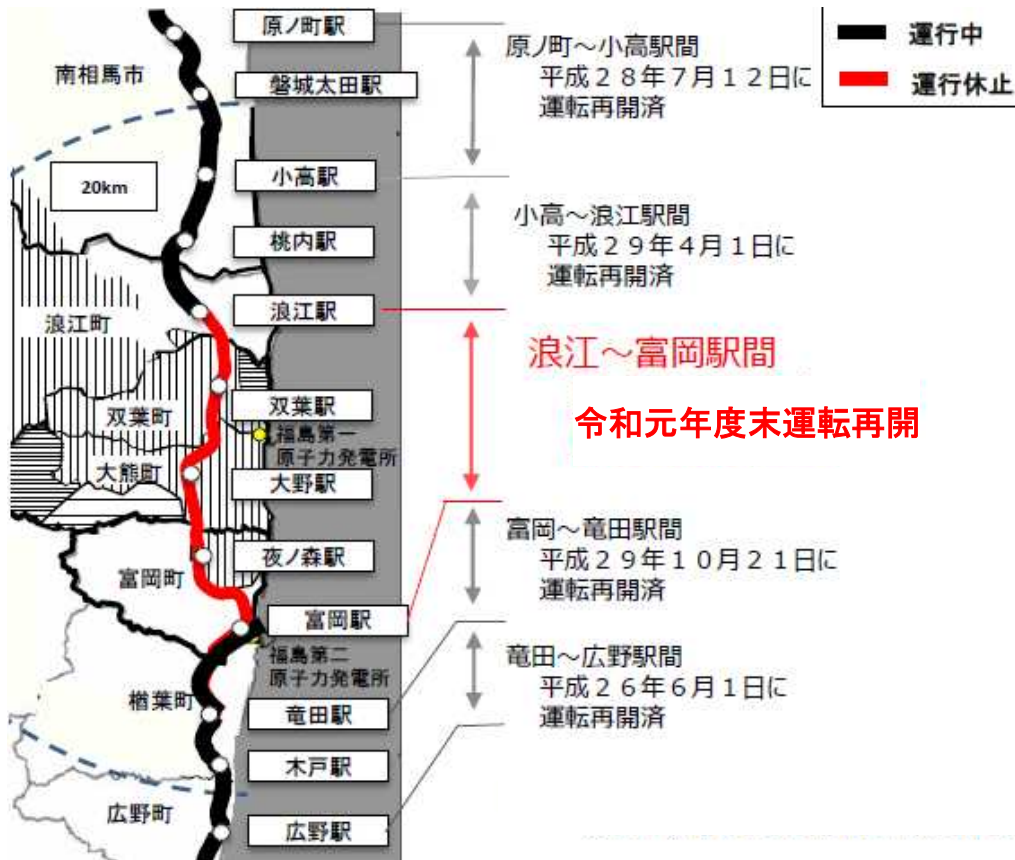 原ノ町駅
南相馬市
磐城太田駅
20km
小高駅
桃内駅
浪江駅
浪江町
双葉駅
双葉町
福島第一
原子力発電所
大熊町
大野駅
夜ノ森駅
富岡町
富岡駅
福島第二
原子力発電所
楢葉町
竜田駅
木戸駅
広野町
広野駅
原ノ町～小高駅間
平成２８年７月１２日に
運転再開済
小高～浪江駅間
平成２９年４月１日に
運転再開済
浪江～富岡駅間
令和元年度末運転再開
富岡～竜田駅間
平成２９年１０月２１日に
運転再開済
竜田～広野駅間
平成２６年６月１日に
運転再開済
運行中
運行休止